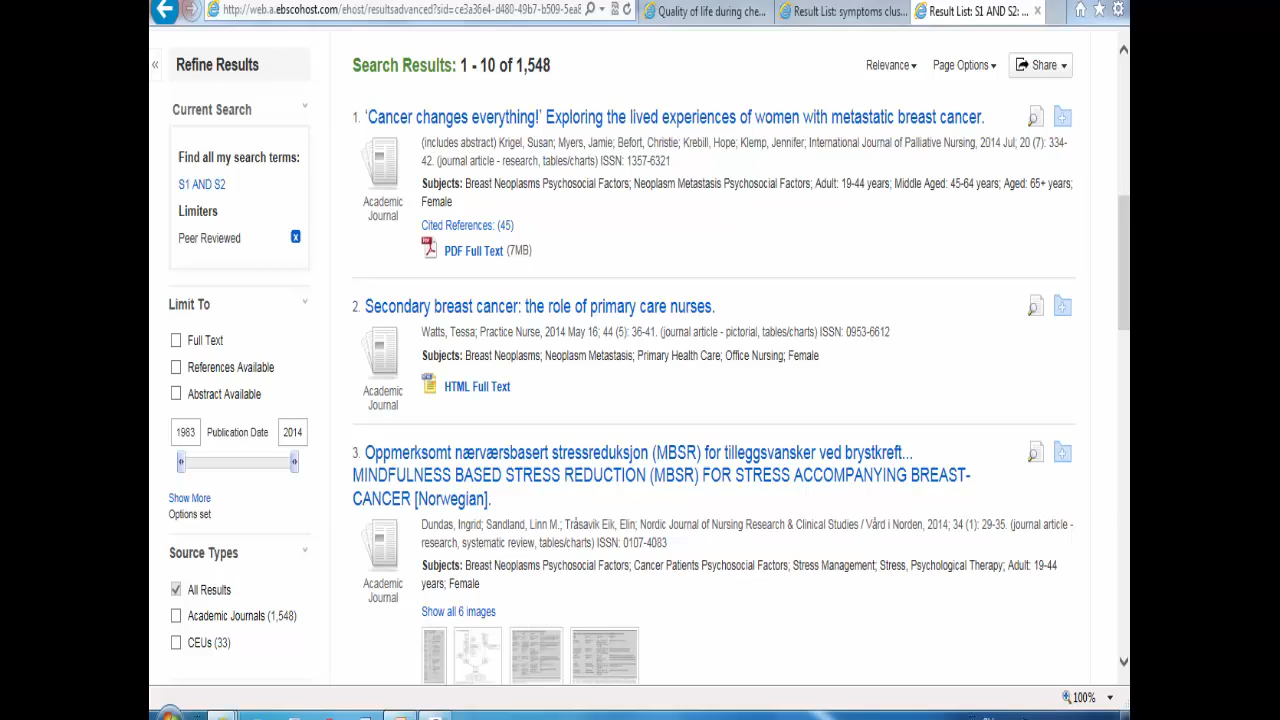 http://web.a.ebscohost.com/ehost/resultsadvanced?sid=ce3a36e4-d480-49b7-b509-5ea8
Quality of life during che...
Result List: symptoms clus...
Result List: S1 AND S2: ...
Refine Results
Current Search
Find all my search terms:
S1 AND S2
Limiters
Peer Reviewed
Limit To
Full Text
References Available
Abstract Available
1963 Publication Date 2014
Show More
Options set
Source Types
All Results
Academic Journals (1,548)
CEUs (33)
Search Results: 1 - 10 of 1,548
Relevance Page Options Share
1. 'Cancer changes everything!' Exploring the lived experiences of women with metastatic breast cancer.
(includes abstract) Krigel, Susan; Myers, Jamie; Befort, Christie; Krebill, Hope; Klemp, Jennifer; International Journal of Palliative Nursing, 2014 Jul; 20 (7): 334-
42. (journal article - research, tables/charts) ISSN: 1357-6321
Subjects: Breast Neoplasms Psychosocial Factors; Neoplasm Metastasis Psychosocial Factors; Adult: 19-44 years; Middle Aged: 45-64 years; Aged: 65+ years;
Female
Academic
Journal
Cited References: (45)
PDF Full Text (7MB)
2. Secondary breast cancer: the role of primary care nurses.
Watts, Tessa; Practice Nurse, 2014 May 16; 44 (5): 36-41. (journal article - pictorial, tables/charts) ISSN: 0953-6612
Subjects: Breast Neoplasms; Neoplasm Metastasis; Primary Health Care; Office Nursing; Female
Academic
Journal
HTML Full Text
3. Oppmerksomt nærværsbasert stressreduksjon (MBSR) for tilleggsvansker ved brystkreft...
MINDFULNESS BASED STRESS REDUCTION (MBSR) FOR STRESS ACCOMPANYING BREAST-
CANCER [Norwegian].
Dundas, Ingrid; Sandland, Linn M.; Tråsavik Eik, Elin; Nordic Journal of Nursing Research & Clinical Studies / Vård i Norden, 2014; 34 (1): 29-35. (journal article -
research, systematic review, tables/charts) ISSN: 0107-4083
Subjects: Breast Neoplasms Psychosocial Factors; Cancer Patients Psychosocial Factors; Stress Management; Stress, Psychological Therapy; Adult: 19-44
years; Female
Academic
Journal
Show all 6 images
100%